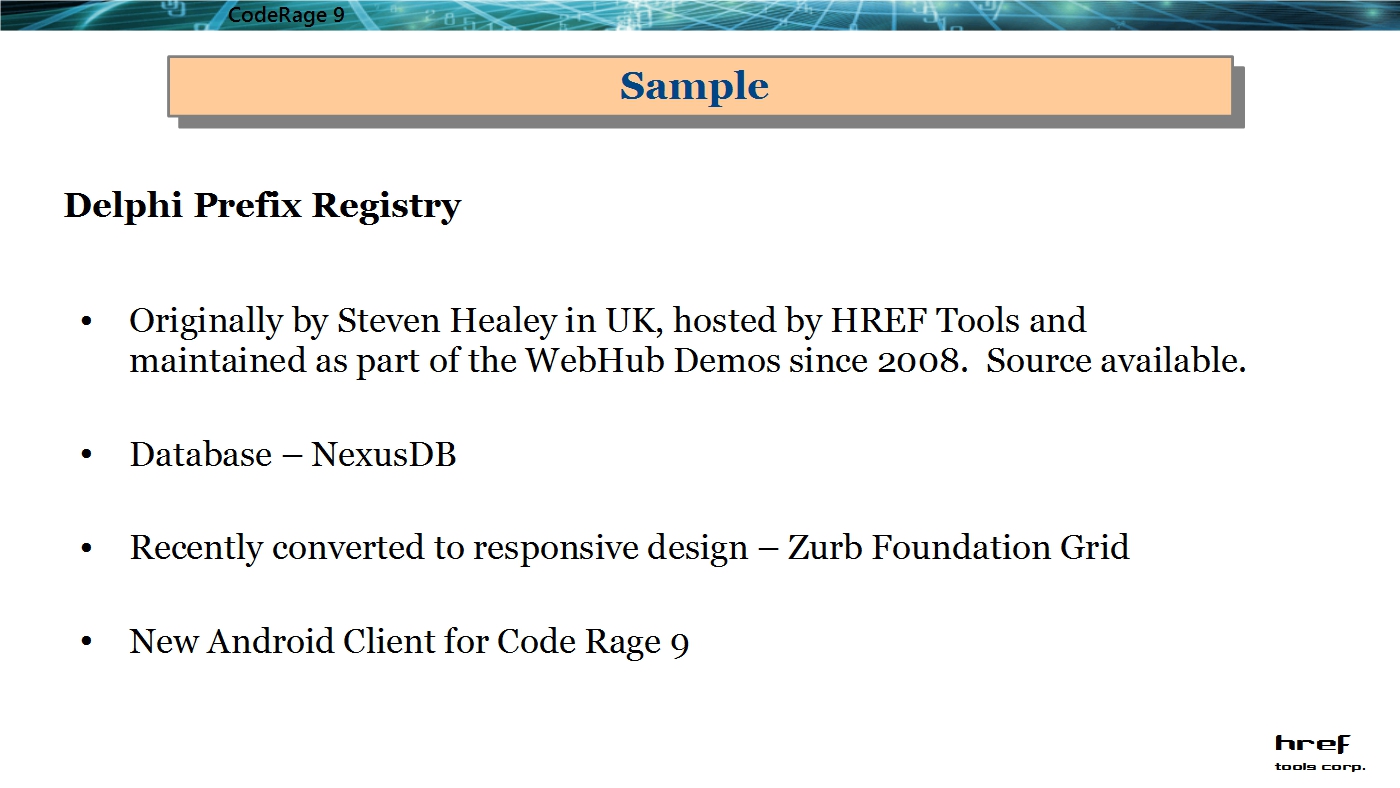 CodeRage 9
Sample
Delphi Prefix Registry
• Originally by Steven Healey in UK, hosted by HREF Tools and
maintained as part of the WebHub Demos since 2008.  Source available.
• Database – NexusDB
• Recently converted to responsive design – Zurb Foundation Grid
• New Android Client for Code Rage 9
href
tools corp.